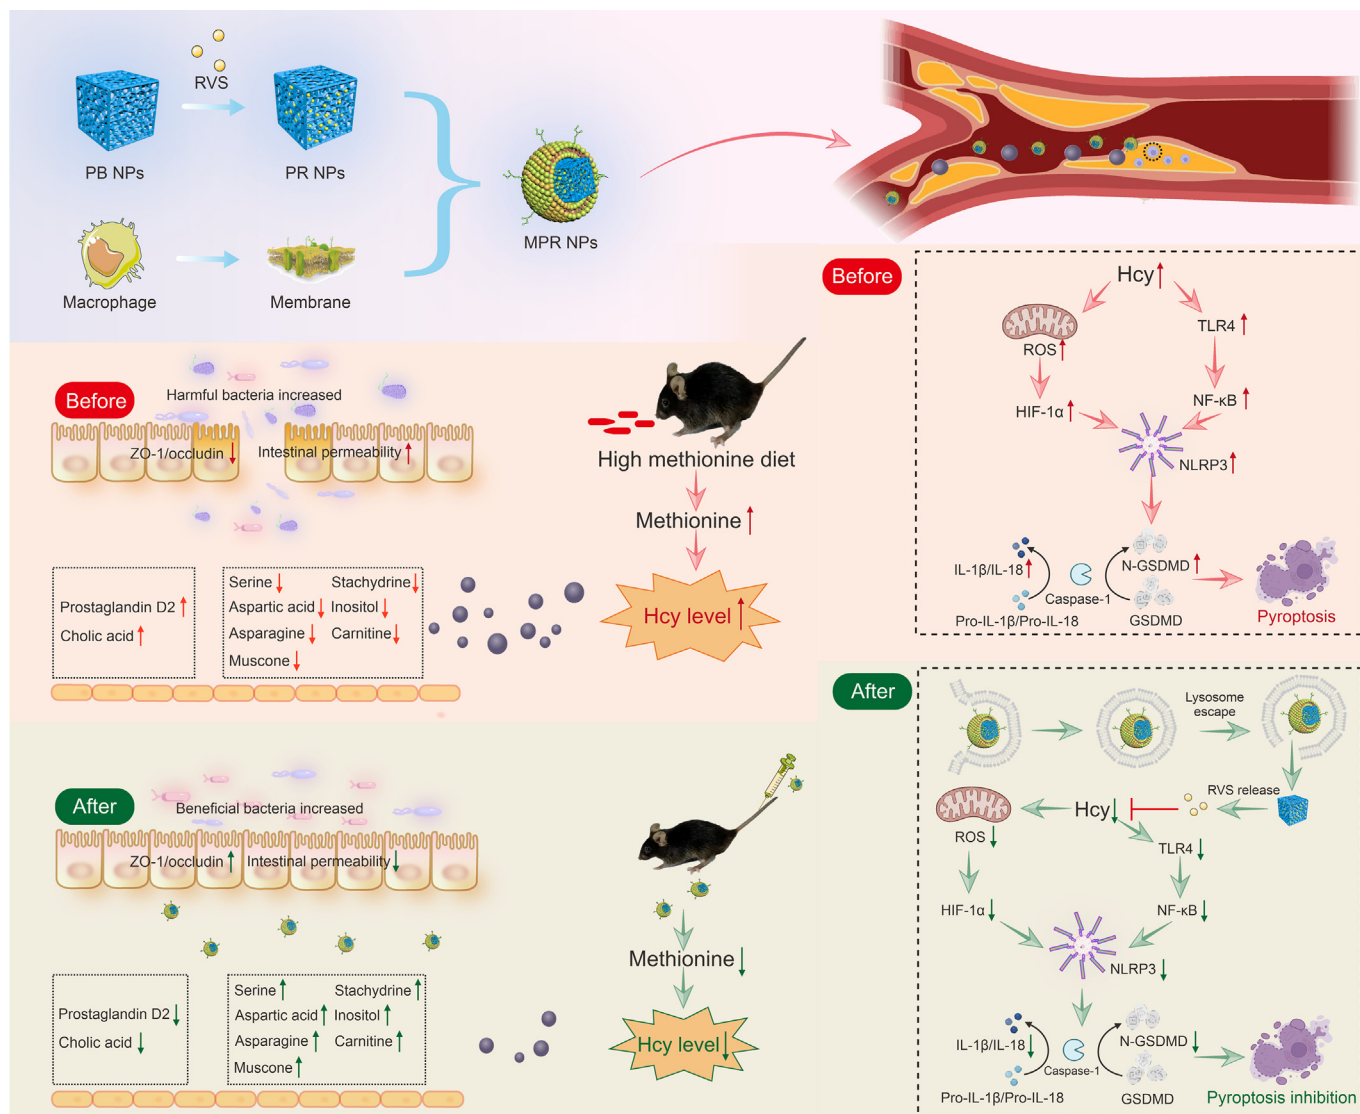 RVS
PB NPs
PR NPs
Macrophage
Membrane
MPR NPs
Before
Harmful bacteria increased
ZO-1/occludin ↓
Intestinal permeability ↑
Prostaglandin D2 ↑
Cholic acid ↑
Serine ↓
Stachydrine ↓
Aspartic acid ↓
Inositol ↓
Asparagine ↓
Carnitine ↓
Muscone ↓
High methionine diet
Methionine ↑
Hcy level ↑
Before
Hcy ↑
ROS ↑
TLR4 ↑
HIF-1α ↑
NF-κB ↑
NLRP3 ↑
IL-1β/IL-18 ↑
Caspase-1
Pro-IL-1β/Pro-IL-18
N-GSDMD ↑
GSDMD
Pyroptosis
After
Beneficial bacteria increased
ZO-1/occludin ↑
Intestinal permeability ↓
Prostaglandin D2 ↓
Cholic acid ↓
Serine ↑
Stachydrine ↑
Aspartic acid ↑
Inositol ↑
Asparagine ↑
Carnitine ↑
Muscone ↑
Methionine ↓
Hcy level ↓
After
Lysosome
escape
RVS release
Hcy ↓
ROS ↓
TLR4 ↓
HIF-1α ↓
NF-κB ↓
NLRP3 ↓
IL-1β/IL-18 ↓
Caspase-1
Pro-IL-1β/Pro-IL-18
N-GSDMD ↓
GSDMD
Pyroptosis inhibition